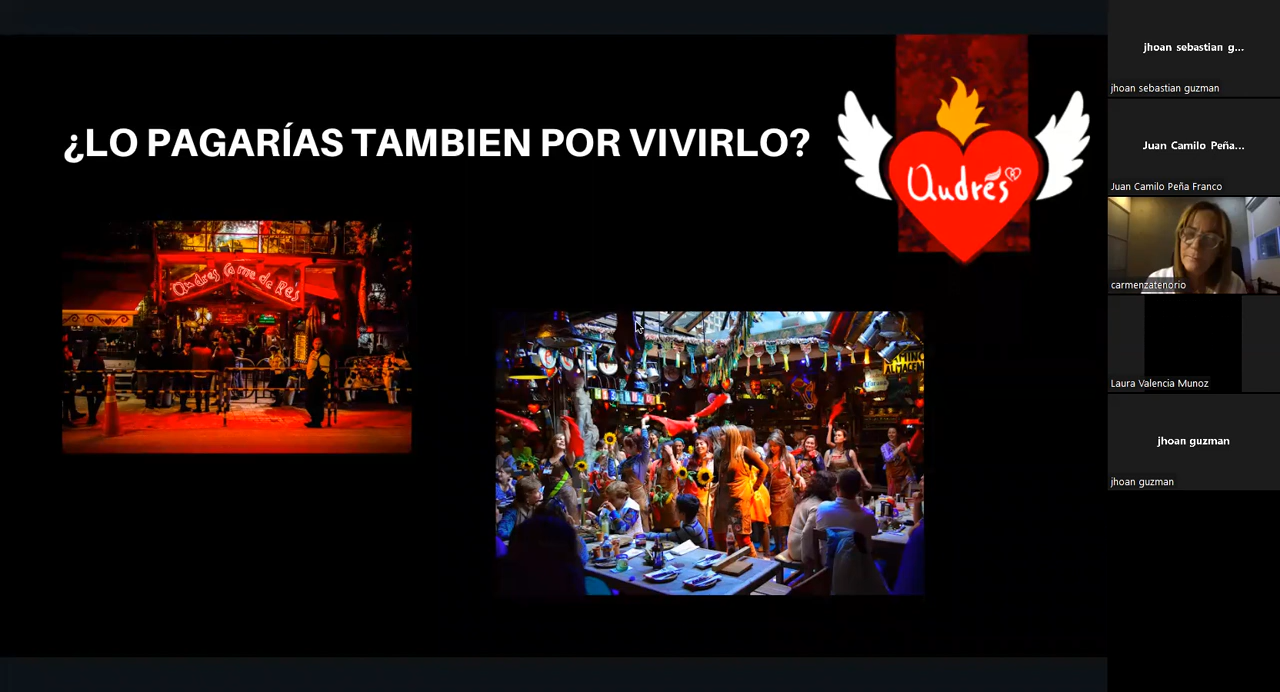 ¿LO PAGARÍAS TAMBIEN POR VIVIRLO?
Andrés
Andres Carne de Res
jhoan sebastian g...
jhoan sebastian guzman
Juan Camilo Peña...
Juan Camilo Peña Franco
carmenzatenorio
Laura Valencia Munoz
jhoan guzman
jhoan guzman